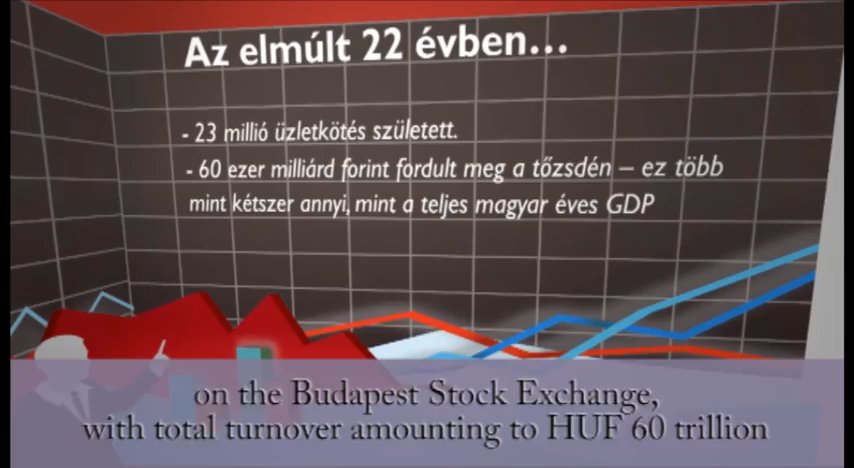 Az elmúlt 22 évben...
- 23 millió üzletkötés született.
- 60 ezer milliárd forint fordult meg a tőzsdén – ez több
mint kétszer annyi, mint a teljes magyar éves GDP
on the Budapest Stock Exchange,
with total turnover amounting to HUF 60 trillion